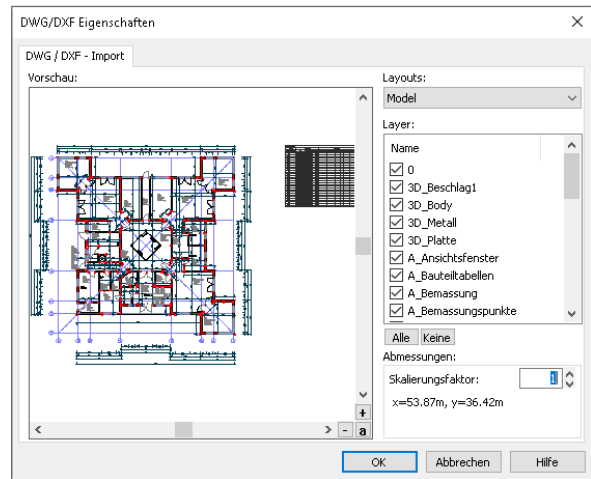 DWG/DXF Eigenschaften
DWG / DXF - Import
Vorschau:
Layouts:
Model
Layer:
Name
0
3D_Beschlag1
3D_Body
3D_Metall
3D_Platte
A_Ansichtsfenster
A_Bauteiltabellen
A_Bemassung
A_Bemassungspunkte
Alle Keine
Abmessungen:
Skalierungsfaktor: 1
x=53.87m, y=36.42m
+
- a
OK Abbrechen Hilfe